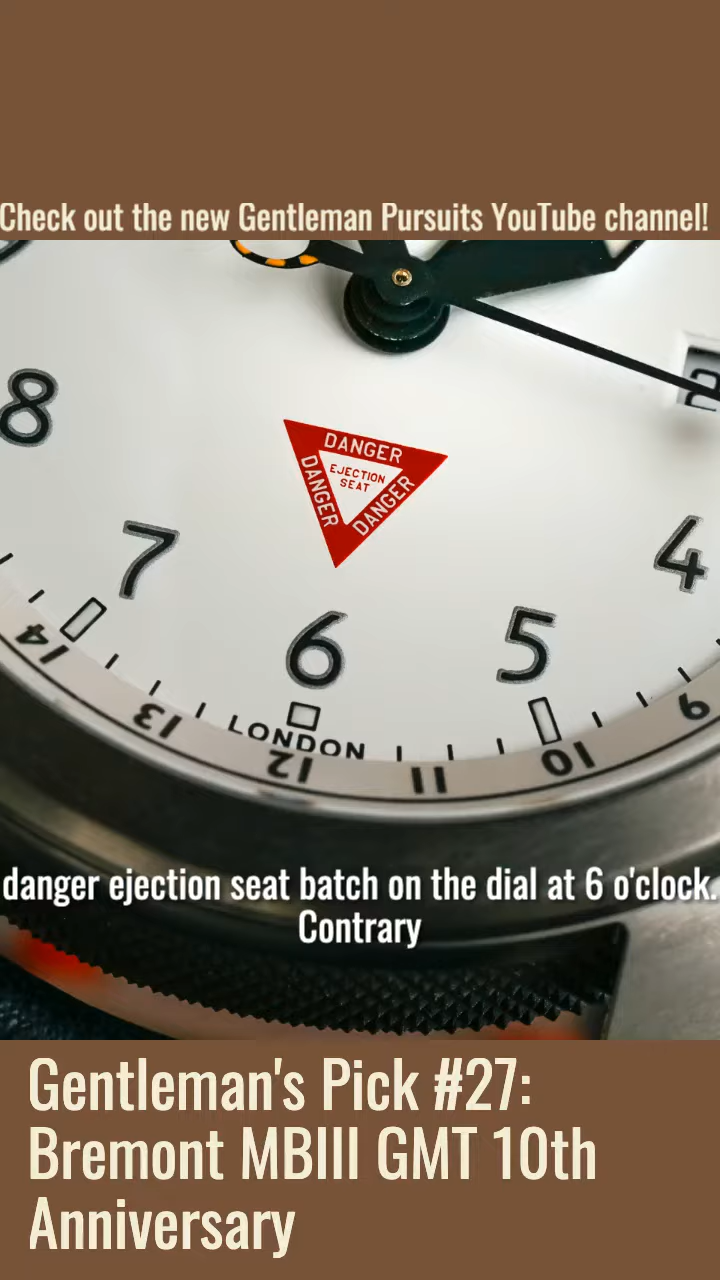 Check out the new Gentleman Pursuits YouTube channel!
8
DANGER
DANGER
DANGER
EJECTION
SEAT
7
4
6
5
14
13
LONDON
12
11
10
9
danger ejection seat batch on the dial at 6 o'clock.
Contrary
Gentleman's Pick #27:
Bremont MBIII GMT 10th
Anniversary